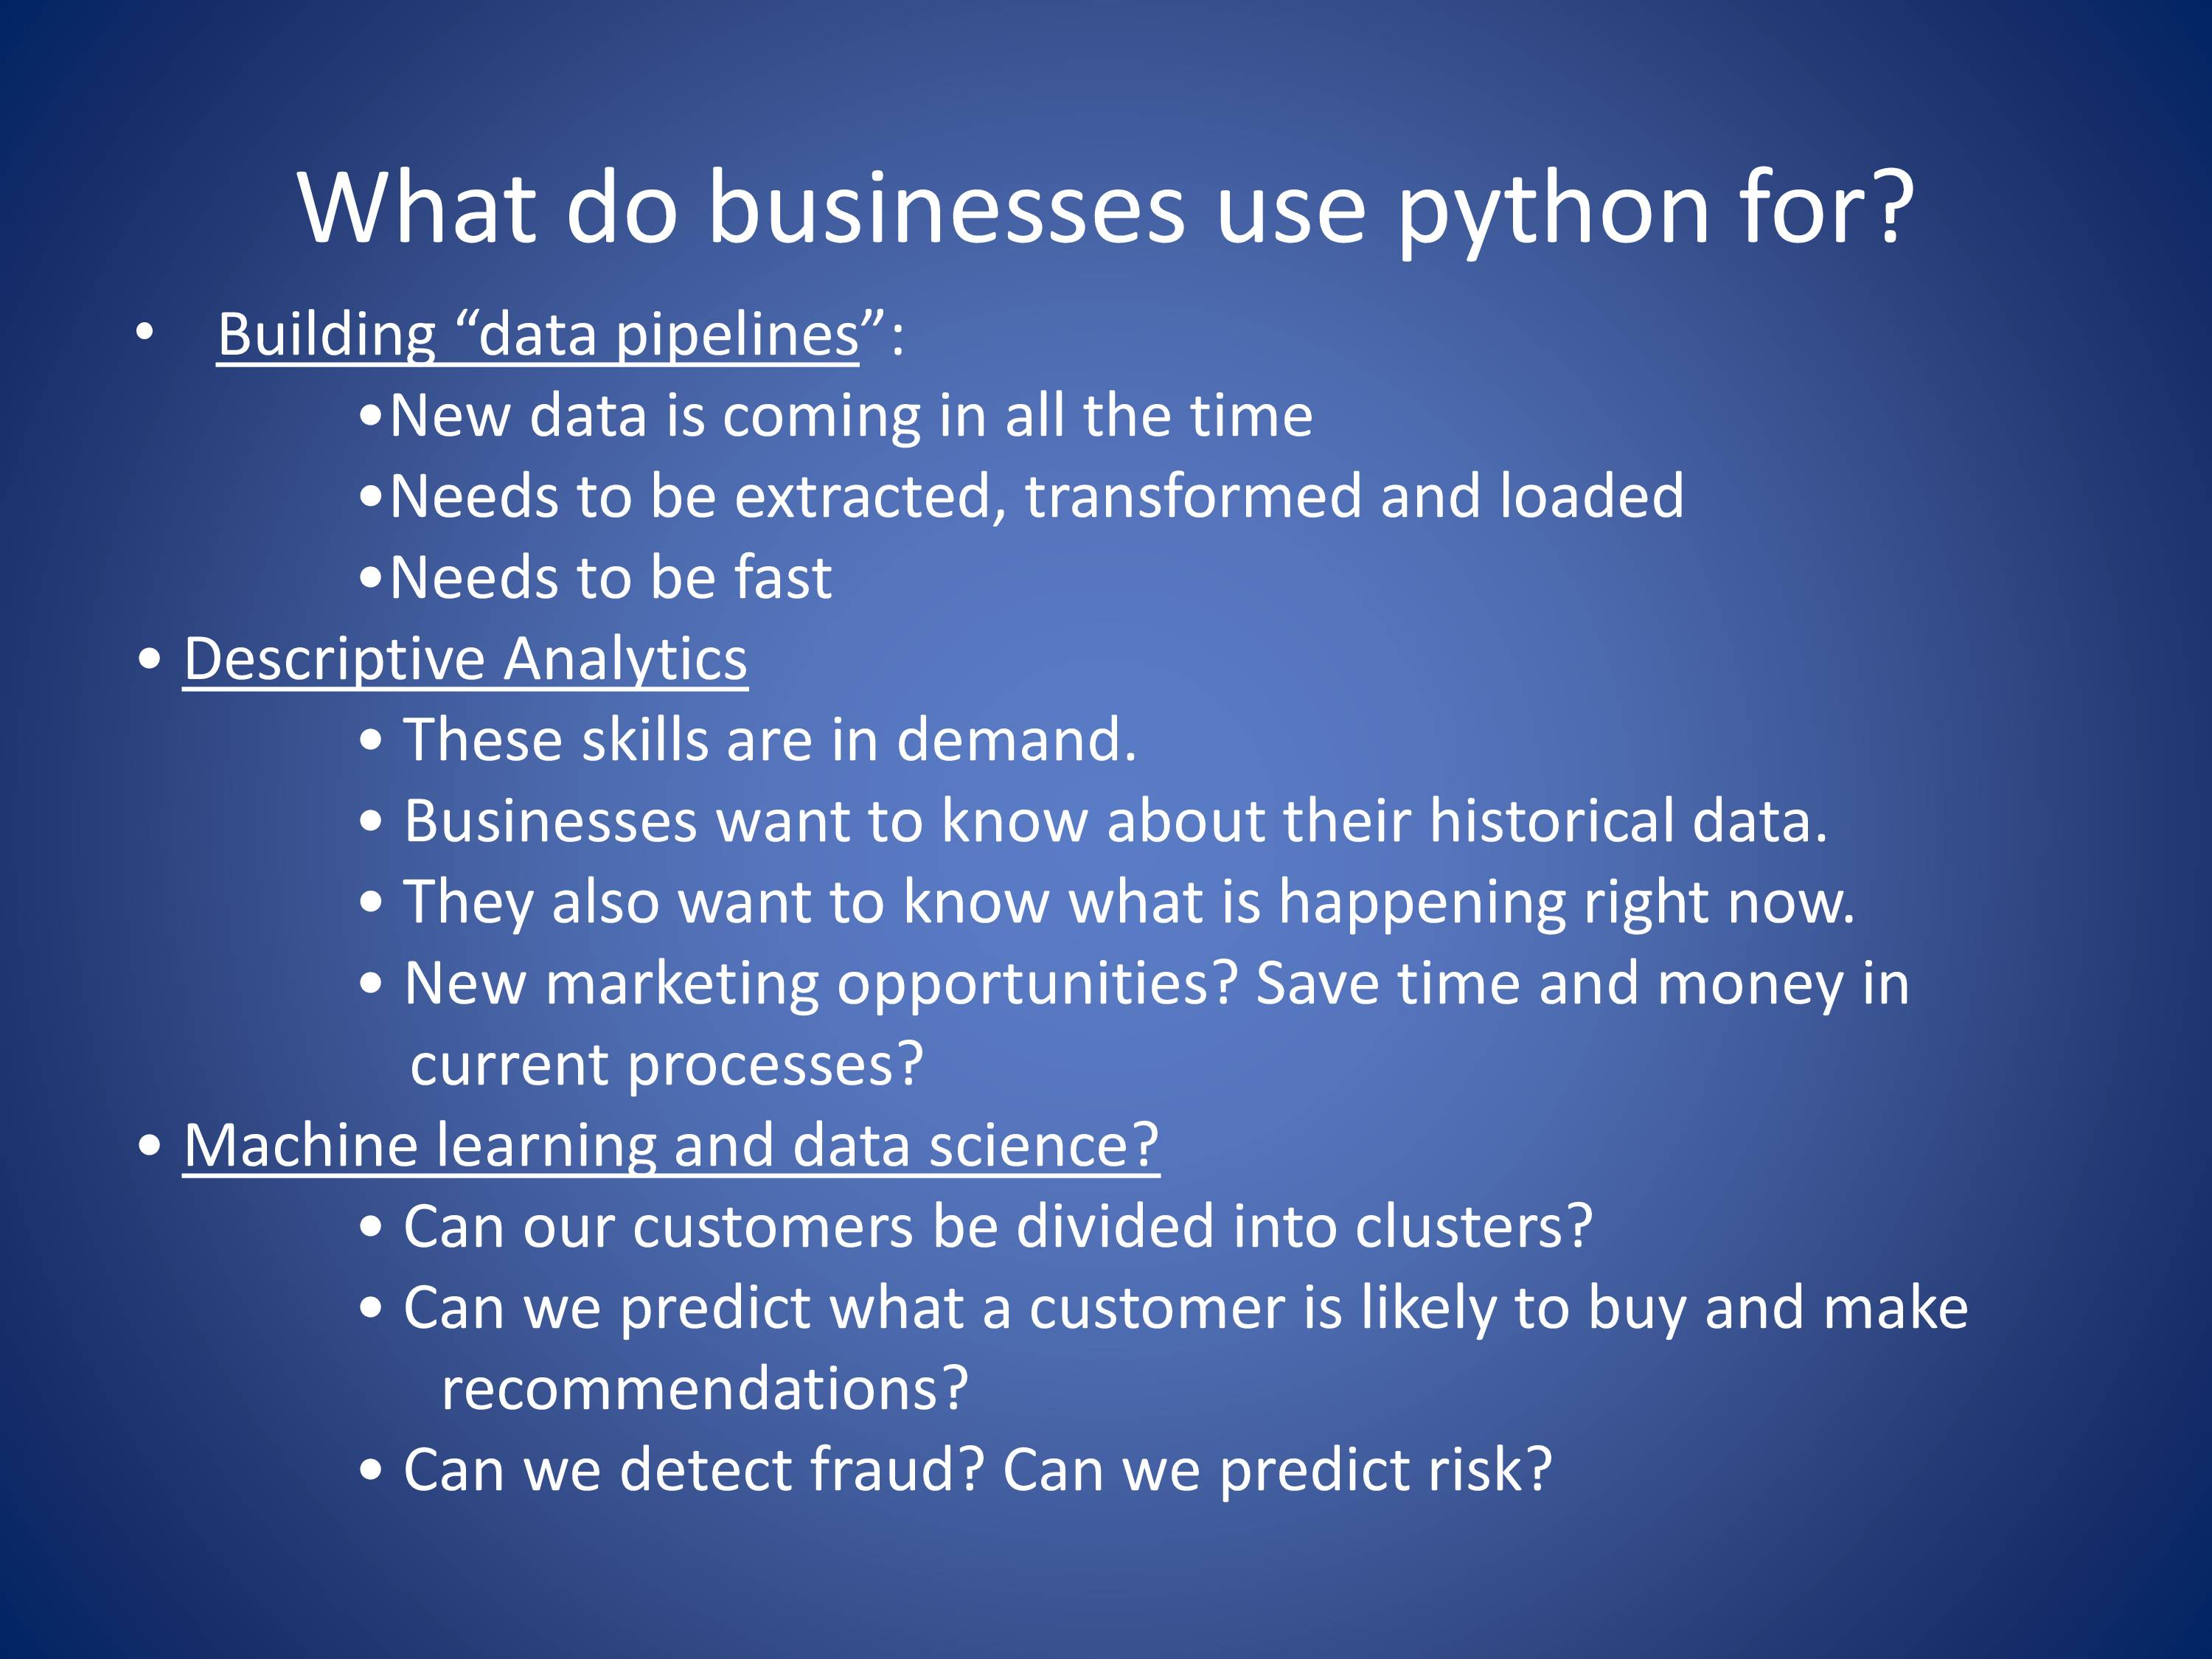 What do businesses use python for?
• Building “data pipelines”:
•New data is coming in all the time
•Needs to be extracted, transformed and loaded
•Needs to be fast
• Descriptive Analytics
• These skills are in demand.
• Businesses want to know about their historical data.
• They also want to know what is happening right now.
• New marketing opportunities? Save time and money in
current processes?
• Machine learning and data science?
• Can our customers be divided into clusters?
• Can we predict what a customer is likely to buy and make
recommendations?
• Can we detect fraud? Can we predict risk?